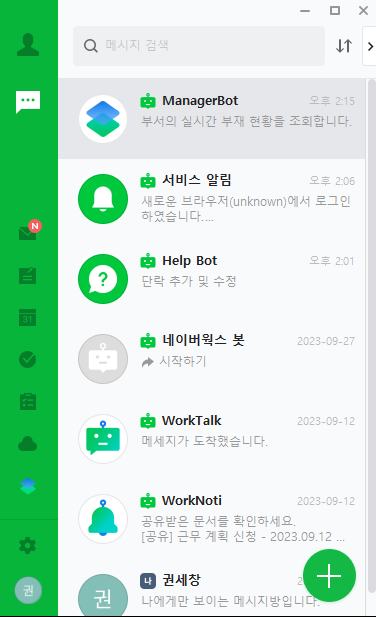 메시지 검색
ManagerBot
오후 2:15
부서의 실시간 부재 현황을 조회합니다.
서비스 알림
오후 2:06
새로운 브라우저(unknown)에서 로그인
하였습니다....
Help Bot
오후 2:01
단락 추가 및 수정
네이버웍스 봇
2023-09-27
시작하기
WorkTalk
2023-09-12
메세지가 도착했습니다.
WorkNoti
2023-09-12
공유받은 문서를 확인하세요.
[공유] 근무 계획 신청 - 2023.09.12 ...
권
나 권세창
나에게만 보이는 메시지방입니다.
N
31
권